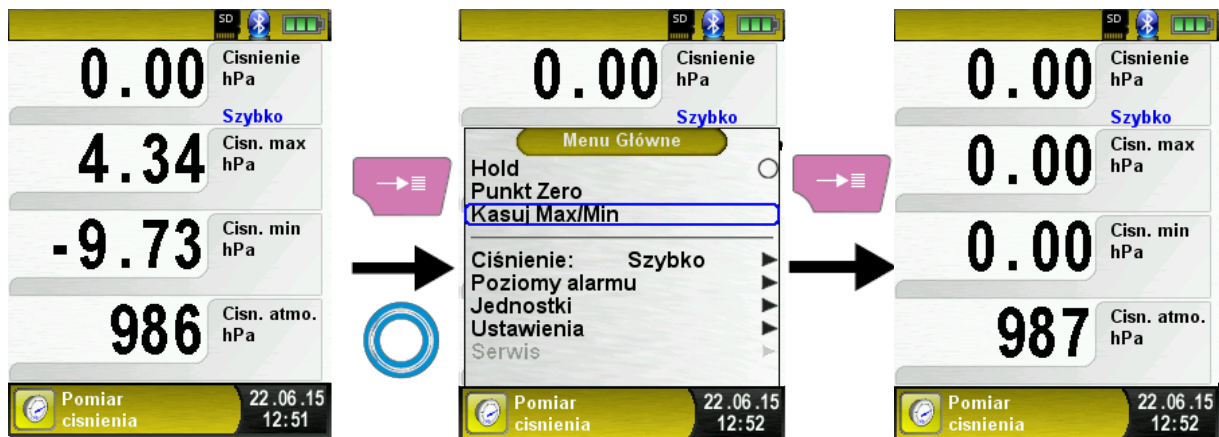 SD
0.00 Cisnienie
hPa
Szybko
4.34 Cisn. max
hPa
-9.73 Cisn. min
hPa
986 Cisn. atmo.
hPa
Pomiar
cisnienia
22.06.15
12:51
SD
0.00 Cisnienie
hPa
Szybko
Menu Główne
Hold
Punkt Zero
Kasuj Max/Min
Ciśnienie: Szybko
Poziomy alarmu
Jednostki
Ustawienia
Serwis
Pomiar
cisnienia
22.06.15
12:52
SD
0.00 Cisnienie
hPa
Szybko
0.00 Cisn. max
hPa
0.00 Cisn. min
hPa
987 Cisn. atmo.
hPa
Pomiar
cisnienia
22.06.15
12:52